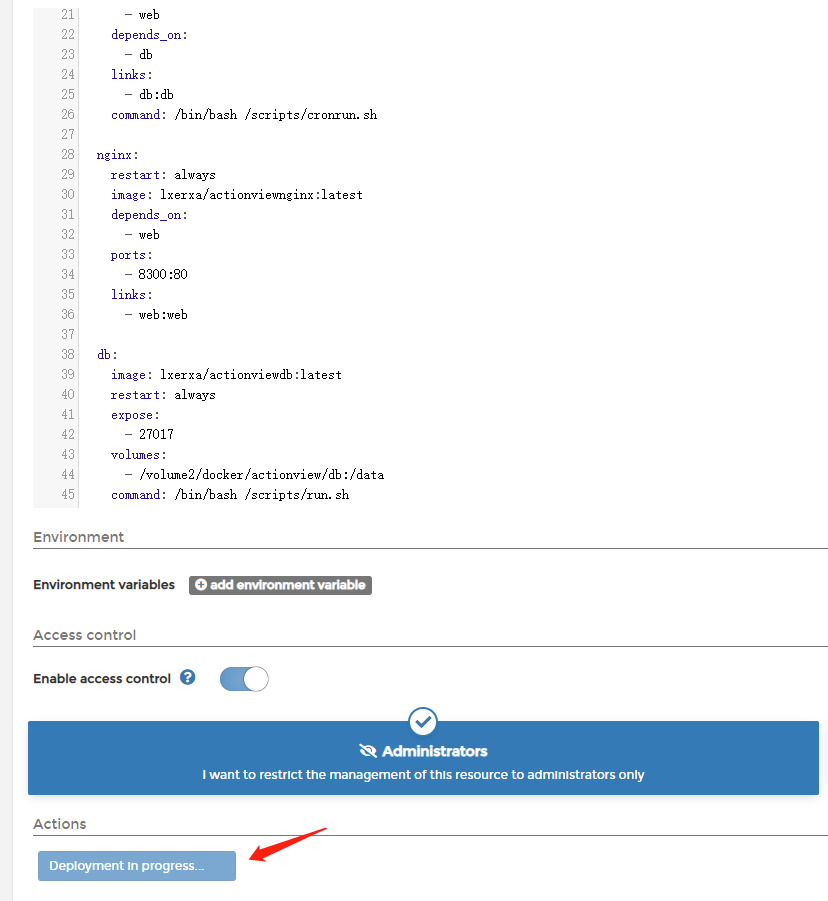 21       - web
22     depends_on:
23       - db
24     links:
25       - db:db
26     command: /bin/bash /scripts/cronrun.sh
27
28   nginx:
29     restart: always
30     image: lxerxa/actionviewnginx:latest
31     depends_on:
32       - web
33     ports:
34       - 8300:80
35     links:
36       - web:web
37
38   db:
39     image: lxerxa/actionviewdb:latest
40     restart: always
41     expose:
42       - 27017
43     volumes:
44       - /volume2/docker/actionview/db:/data
45     command: /bin/bash /scripts/run.sh
Environment
Environment variables + add environment variable
Access control
Enable access control ?
Administrators
I want to restrict the management of this resource to administrators only
Actions
Deployment in progress...